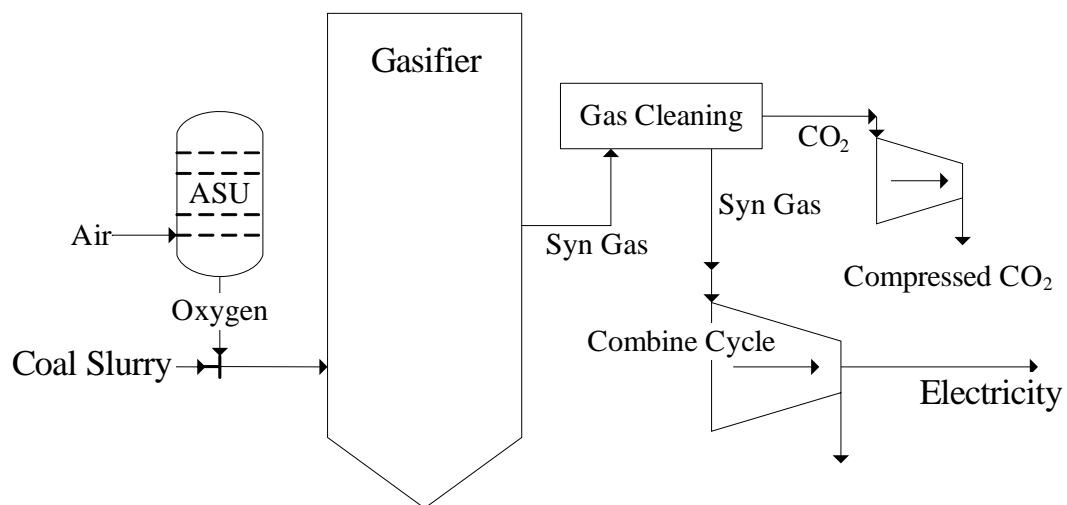 Gasifier
Gas Cleaning
CO₂
ASU
Syn Gas
Air
Syn Gas
Compressed CO₂
Oxygen
Combine Cycle
Coal Slurry
Electricity